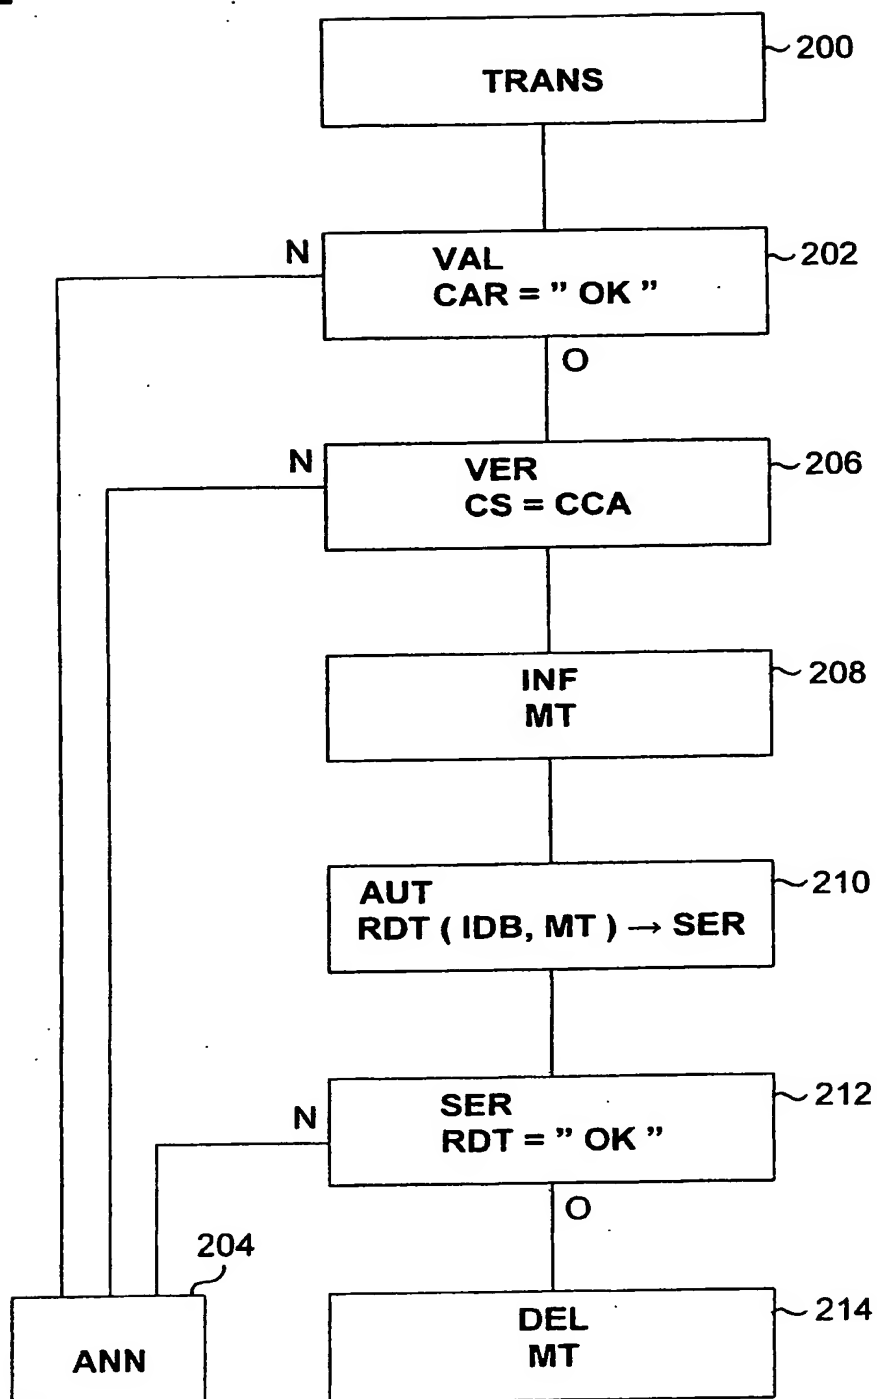 200
TRANS
N
202
VAL
CAR = " OK "
O
N
206
VER
CS = CCA
208
INF
MT
210
AUT
RDT ( IDB, MT ) → SER
N
212
SER
RDT = " OK "
O
204
ANN
214
DEL
MT